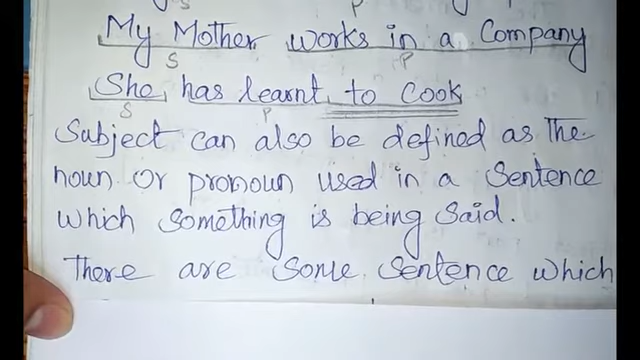 S P
My Mother works in a Company
S P
She has learnt to Cook
S P
Subject can also be defined as the
noun or pronoun used in a Sentence
which something is being said.
There are some Sentence which